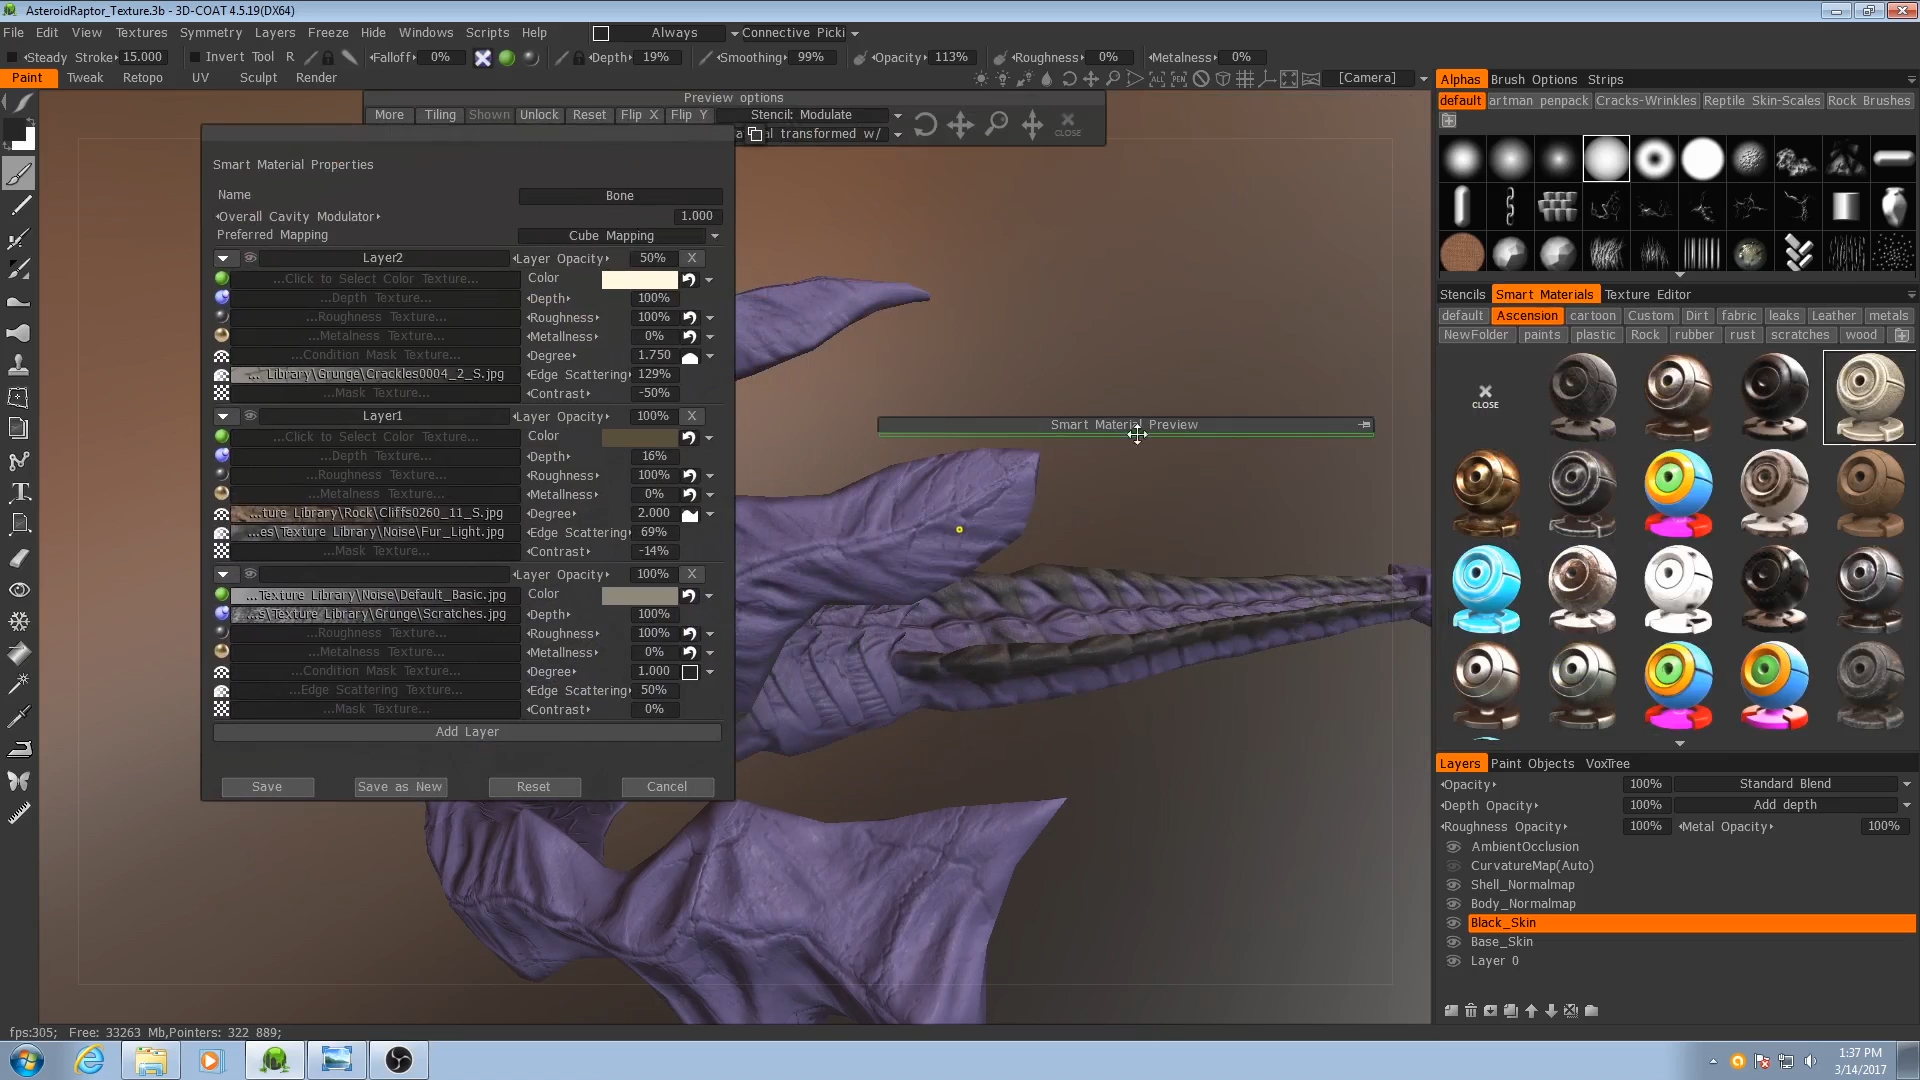 AsteroidRaptor_Texture.3b - 3D-COAT 4.5.19(DX64)
File Edit View Textures Symmetry Layers Freeze Hide Windows Scripts Help Always Connective Picki
Steady Stroke 15.000 Invert Tool R Falloff 0% Depth 19% Smoothing 99% Opacity 113% Roughness 0% Metalness 0%
Paint Tweak Retopo UV Sculpt Render [Camera]
Preview options
More Tiling Shown Unlock Reset Flip X Flip Y Stencil: Modulate
l transformed w/ CLOSE
Smart Material Properties
Name Bone
Overall Cavity Modulator 1.000
Preferred Mapping Cube Mapping
Layer2 Layer Opacity 50% X
...Click to Select Color Texture... Color
...Depth Texture... Depth 100%
...Roughness Texture... Roughness 100%
...Metalness Texture... Metallness 0%
...Condition Mask Texture... Degree 1.750
... Library\Grunge\Crackles0004_2_S.jpg Edge Scattering 129%
...Mask Texture... Contrast -50%
Layer1 Layer Opacity 100% X
...Click to Select Color Texture... Color
...Depth Texture... Depth 16%
...Roughness Texture... Roughness 100%
...Metalness Texture... Metallness 0%
...ture Library\Rock\Cliffs0260_11_S.jpg Degree 2.000
...es\Texture Library\Noise\Fur_Light.jpg Edge Scattering 69%
...Mask Texture... Contrast -14%
Layer Opacity 100% X
...Texture Library\Noise\Default_Basic.jpg Color
...s\Texture Library\Grunge\Scratches.jpg Depth 100%
...Roughness Texture... Roughness 100%
...Metalness Texture... Metallness 0%
...Condition Mask Texture... Degree 1.000
...Edge Scattering Texture... Edge Scattering 50%
...Mask Texture... Contrast 0%
Add Layer
Save Save as New Reset Cancel
Smart Material Preview
Alphas Brush Options Strips
default artman penpack Cracks-Wrinkles Reptile Skin-Scales Rock Brushes
Stencils Smart Materials Texture Editor
default Ascension cartoon Custom Dirt fabric leaks Leather metals
NewFolder paints plastic Rock rubber rust scratches wood
CLOSE
Layers Paint Objects VoxTree
Opacity 100% Standard Blend
Depth Opacity 100% Add depth
Roughness Opacity 100% Metal Opacity 100%
AmbientOcclusion
CurvatureMap(Auto)
Shell_Normalmap
Body_Normalmap
Black_Skin
Base_Skin
Layer 0
fps:305; Free: 33263 Mb,Pointers: 322 889;
1:37 PM
3/14/2017